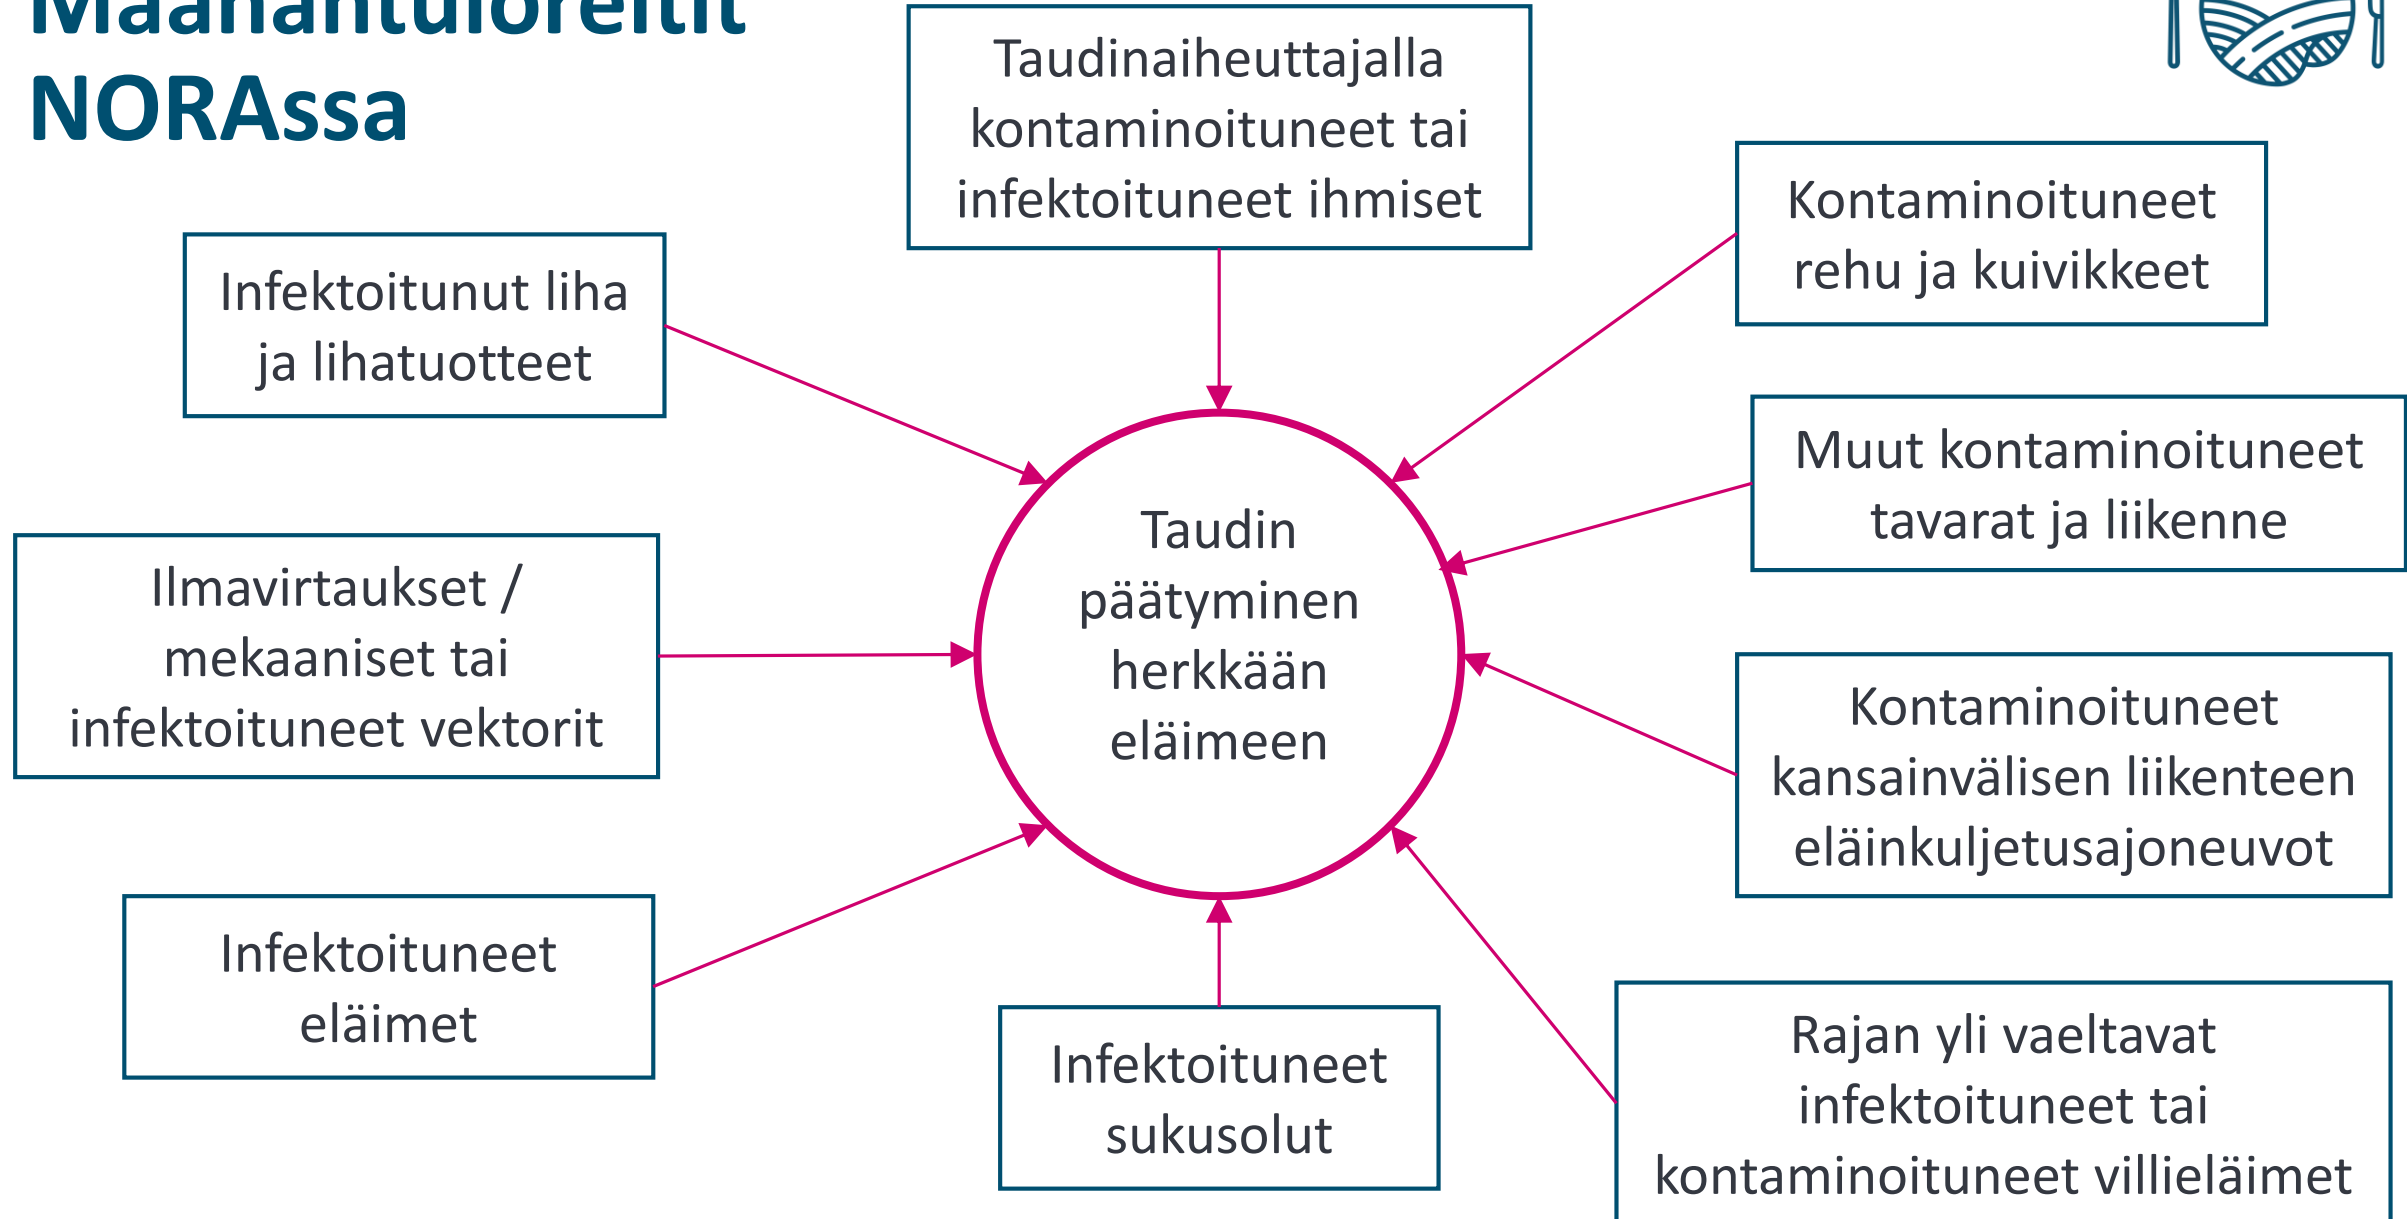 Maahantuloreitit
NORAssa
Taudinaiheuttajalla
kontaminoituneet tai
infektoituneet ihmiset
Kontaminoituneet
rehu ja kuivikkeet
Infektoitunut liha
ja lihatuotteet
Muut kontaminoituneet
tavarat ja liikenne
Taudin
päätyminen
herkkään
eläimeen
Ilmavirtaukset /
mekaaniset tai
infektoituneet vektorit
Kontaminoituneet
kansainvälisen liikenteen
eläinkuljetusajoneuvot
Infektoituneet
eläimet
Infektoituneet
sukusolut
Rajan yli vaeltavat
infektoituneet tai
kontaminoituneet villieläimet